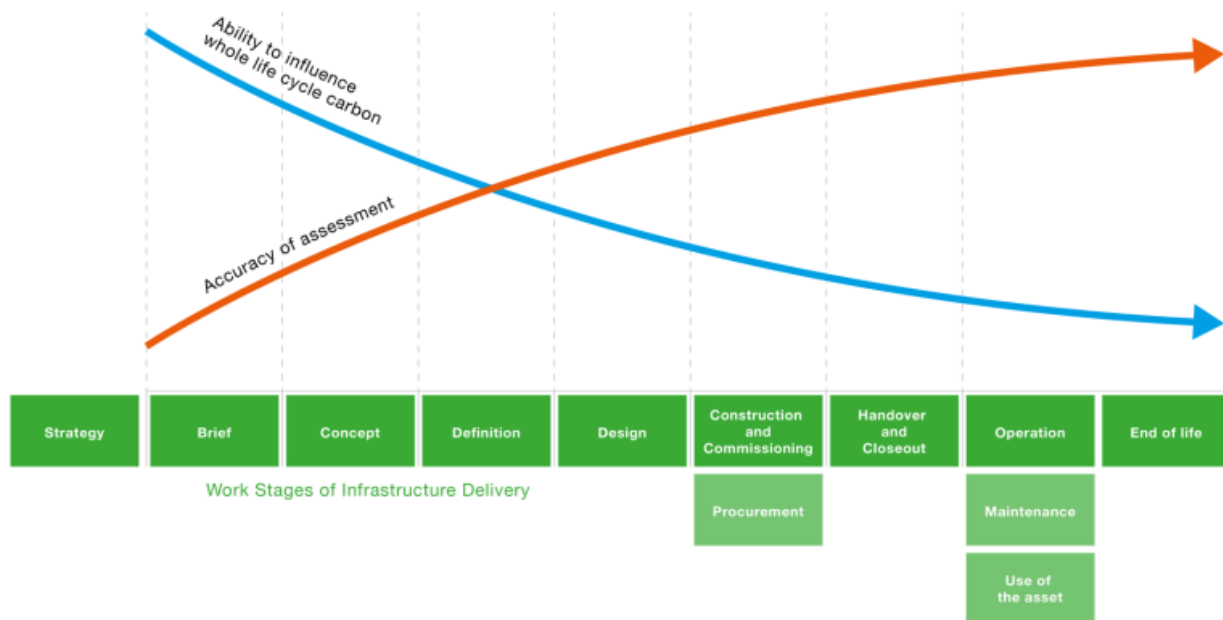 Ability to influence
whole life cycle carbon
Accuracy of assessment
Strategy
Brief
Concept
Definition
Design
Construction
and
Commissioning
Handover
and
Closeout
Operation
End of life
Work Stages of Infrastructure Delivery
Procurement
Maintenance
Use of
the asset